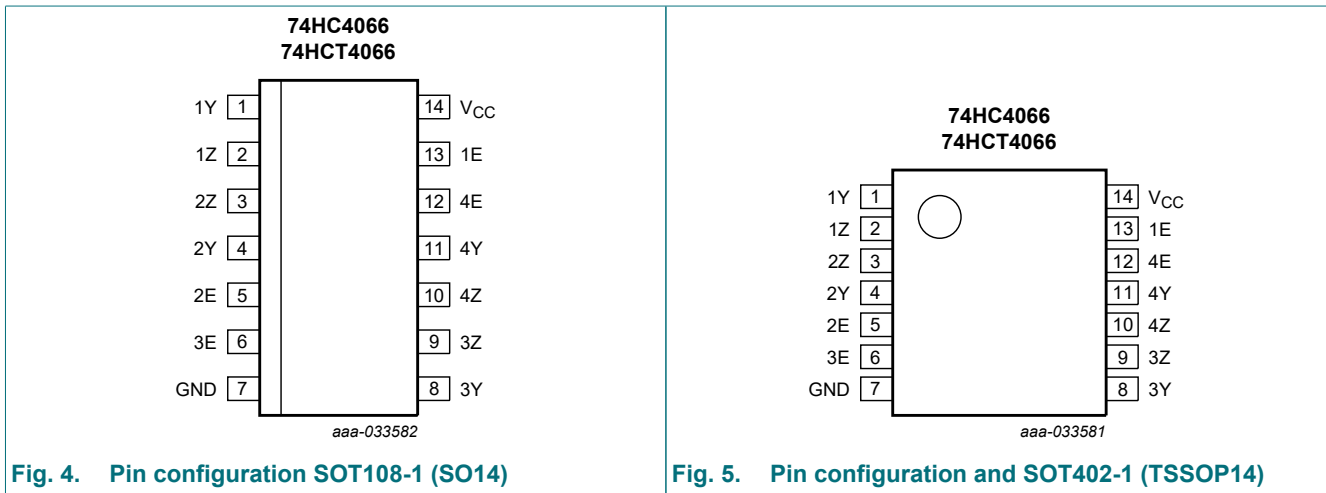 74HC4066
74HCT4066
1Y 1 14 VCC
1Z 2 13 1E
2Z 3 12 4E
2Y 4 11 4Y
2E 5 10 4Z
3E 6 9 3Z
GND 7 8 3Y
aaa-033582
Fig. 4. Pin configuration SOT108-1 (SO14)
74HC4066
74HCT4066
1Y 1 14 VCC
1Z 2 13 1E
2Z 3 12 4E
2Y 4 11 4Y
2E 5 10 4Z
3E 6 9 3Z
GND 7 8 3Y
aaa-033581
Fig. 5. Pin configuration and SOT402-1 (TSSOP14)